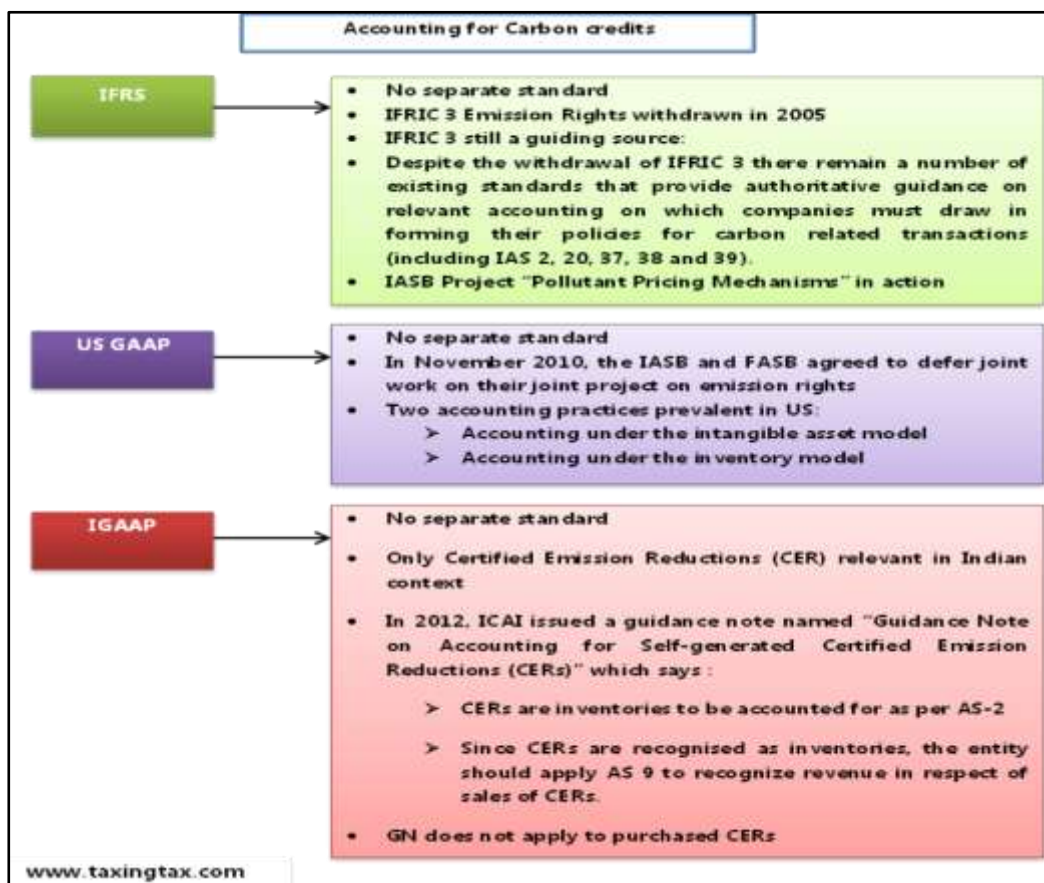 Accounting for Carbon credits
IFRS
• No separate standard
• IFRIC 3 Emission Rights withdrawn in 2005
• IFRIC 3 still a guiding source:
• Despite the withdrawal of IFRIC 3 there remain a number of
existing standards that provide authoritative guidance on
relevant accounting on which companies must draw in
forming their policies for carbon related transactions
(including IAS 2, 20, 37, 38 and 39).
• IASB Project "Pollutant Pricing Mechanisms" in action
US GAAP
• No separate standard
• In November 2010, the IASB and FASB agreed to defer joint
work on their joint project on emission rights
• Two accounting practices prevalent in US:
➢ Accounting under the intangible asset model
➢ Accounting under the inventory model
IGAAP
• No separate standard
• Only Certified Emission Reductions (CER) relevant in Indian
context
• In 2012, ICAI issued a guidance note named "Guidance Note
on Accounting for Self-generated Certified Emission
Reductions (CERs)" which says :
➢ CERs are inventories to be accounted for as per AS-2
➢ Since CERs are recognised as inventories, the entity
should apply AS 9 to recognize revenue in respect of
sales of CERs.
• GN does not apply to purchased CERs
www.taxingtax.com